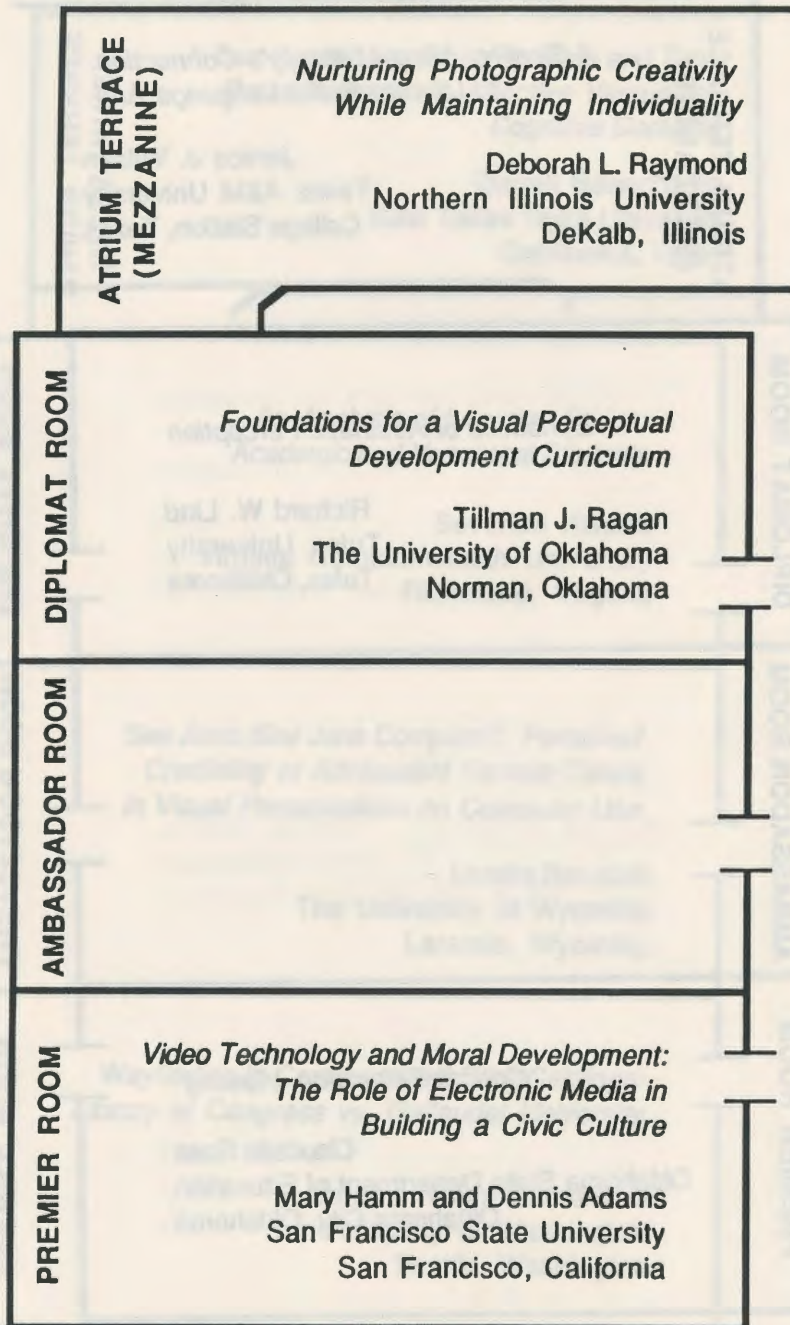 ATRIUM TERRACE
(MEZZANINE)
Nurturing Photographic Creativity
While Maintaining Individuality
Deborah L. Raymond
Northern Illinois University
DeKalb, Illinois
DIPLOMAT ROOM
Foundations for a Visual Perceptual
Development Curriculum
Tillman J. Ragan
The University of Oklahoma
Norman, Oklahoma
AMBASSADOR ROOM
PREMIER ROOM
Video Technology and Moral Development:
The Role of Electronic Media in
Building a Civic Culture
Mary Hamm and Dennis Adams
San Francisco State University
San Francisco, California